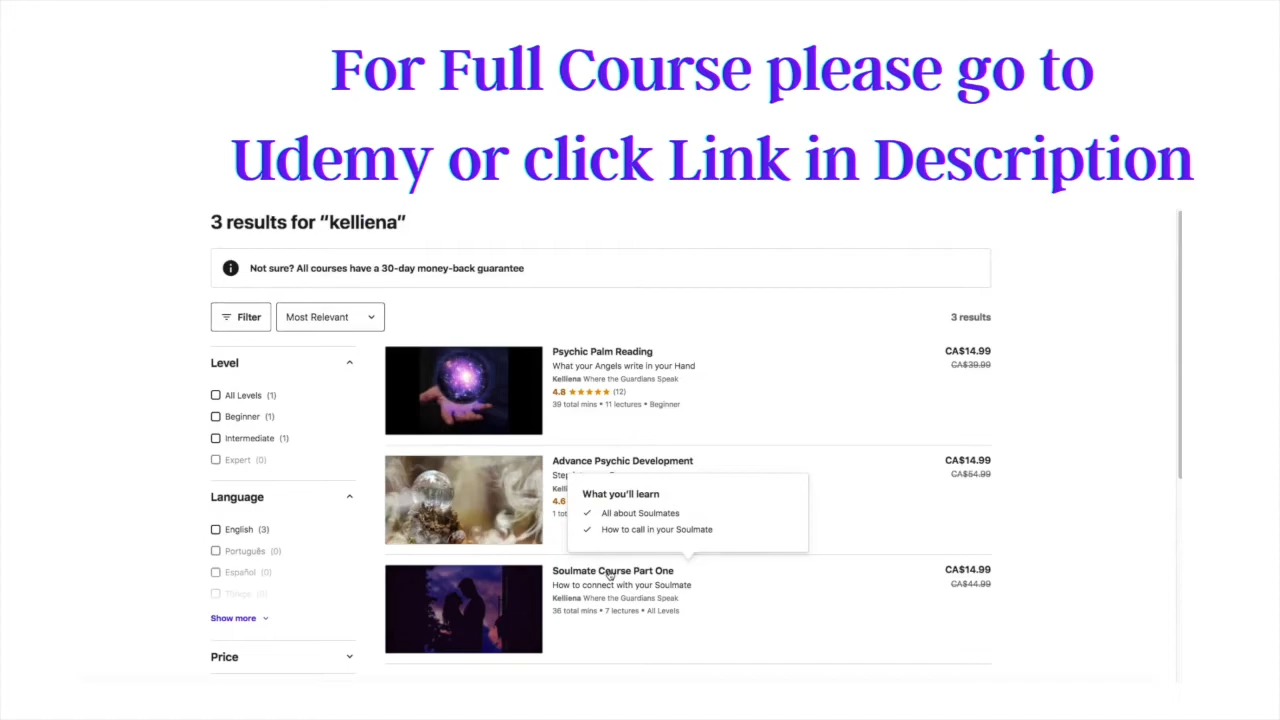 For Full Course please go to
Udemy or click Link in Description
3 results for “kelliena”
Not sure? All courses have a 30-day money-back guarantee
Filter
Most Relevant
3 results
Level
All Levels (1)
Beginner (1)
Intermediate (1)
Expert (0)
Language
English (3)
Português (0)
Español (0)
Türkçe (0)
Show more
Price
Psychic Palm Reading
CA$14.99
What your Angels write in your Hand
CA$39.99
Kelliena Where the Guardians Speak
4.8 ★★★★★ (12)
39 total mins • 11 lectures • Beginner
Advance Psychic Development
CA$14.99
CA$54.99
4.6
What you’ll learn
All about Soulmates
How to call in your Soulmate
Soulmate Course Part One
CA$14.99
How to connect with your Soulmate
CA$44.99
Kelliena Where the Guardians Speak
36 total mins • 7 lectures • All Levels